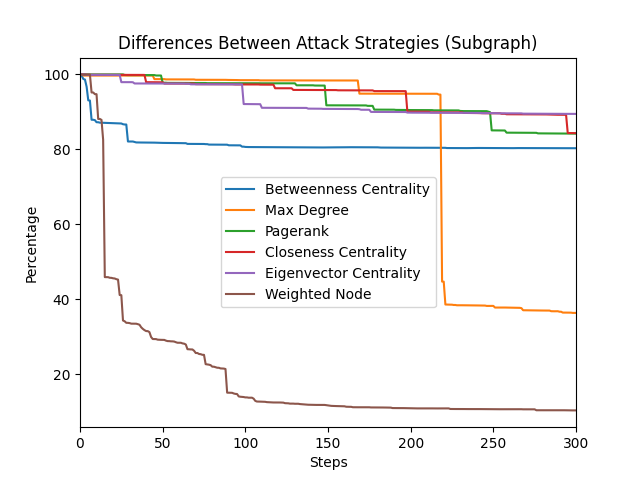 Differences Between Attack Strategies (Subgraph)
100
80
60
40
20
Percentage
Betweenness Centrality
Max Degree
Pagerank
Closeness Centrality
Eigenvector Centrality
Weighted Node
0 50 100 150 200 250 300
Steps